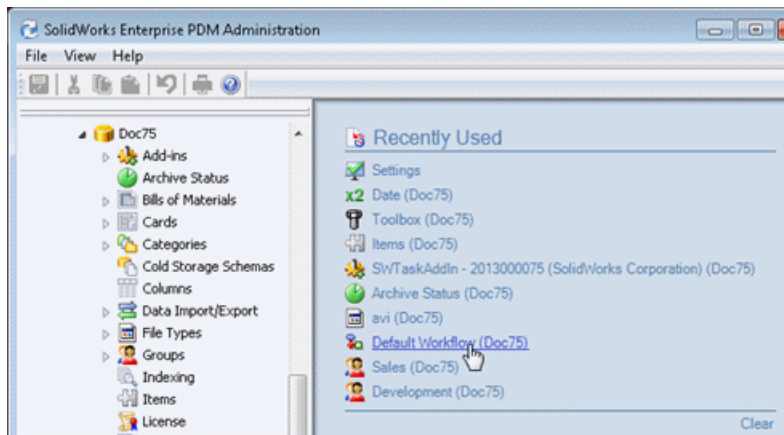 SolidWorks Enterprise PDM Administration
File View Help
Doc75
Add-ins
Archive Status
Bills of Materials
Cards
Categories
Cold Storage Schemas
Columns
Data Import/Export
File Types
Groups
Indexing
Items
License
Recently Used
Settings
x2 Date (Doc75)
Toolbox (Doc75)
Items (Doc75)
SWTaskAddIn - 2013000075 (SolidWorks Corporation) (Doc75)
Archive Status (Doc75)
avi (Doc75)
Default Workflow (Doc75)
Sales (Doc75)
Development (Doc75)
Clear